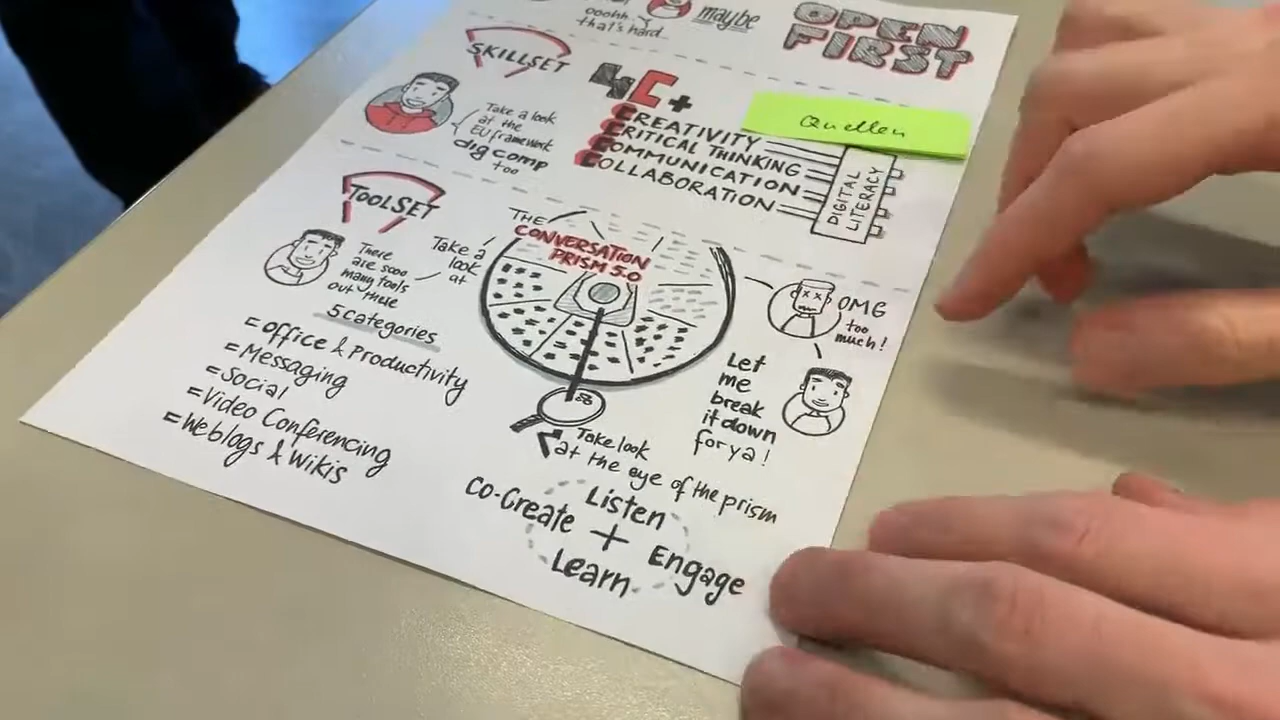 ooohh
that's hard
maybe
OPEN
FIRST
SKILLSET
Take a look
at the
EU framework
digcomp
too
4C+
CREATIVITY
CRITICAL THINKING
COMMUNICATION
COLLABORATION
Quellen
DIGITAL
LITERACY
TOOLSET
There
are sooo
many tools
out there
Take a
look
at
THE
CONVERSATION
PRISM 5.0
5 categories
= Office & Productivity
= Messaging
= Social
= Video Conferencing
= Weblogs & Wikis
OMG
too
much!
Let
me
break
it down
for ya!
Take look
at the eye of the prism
Co-Create
Listen
+
Learn
Engage